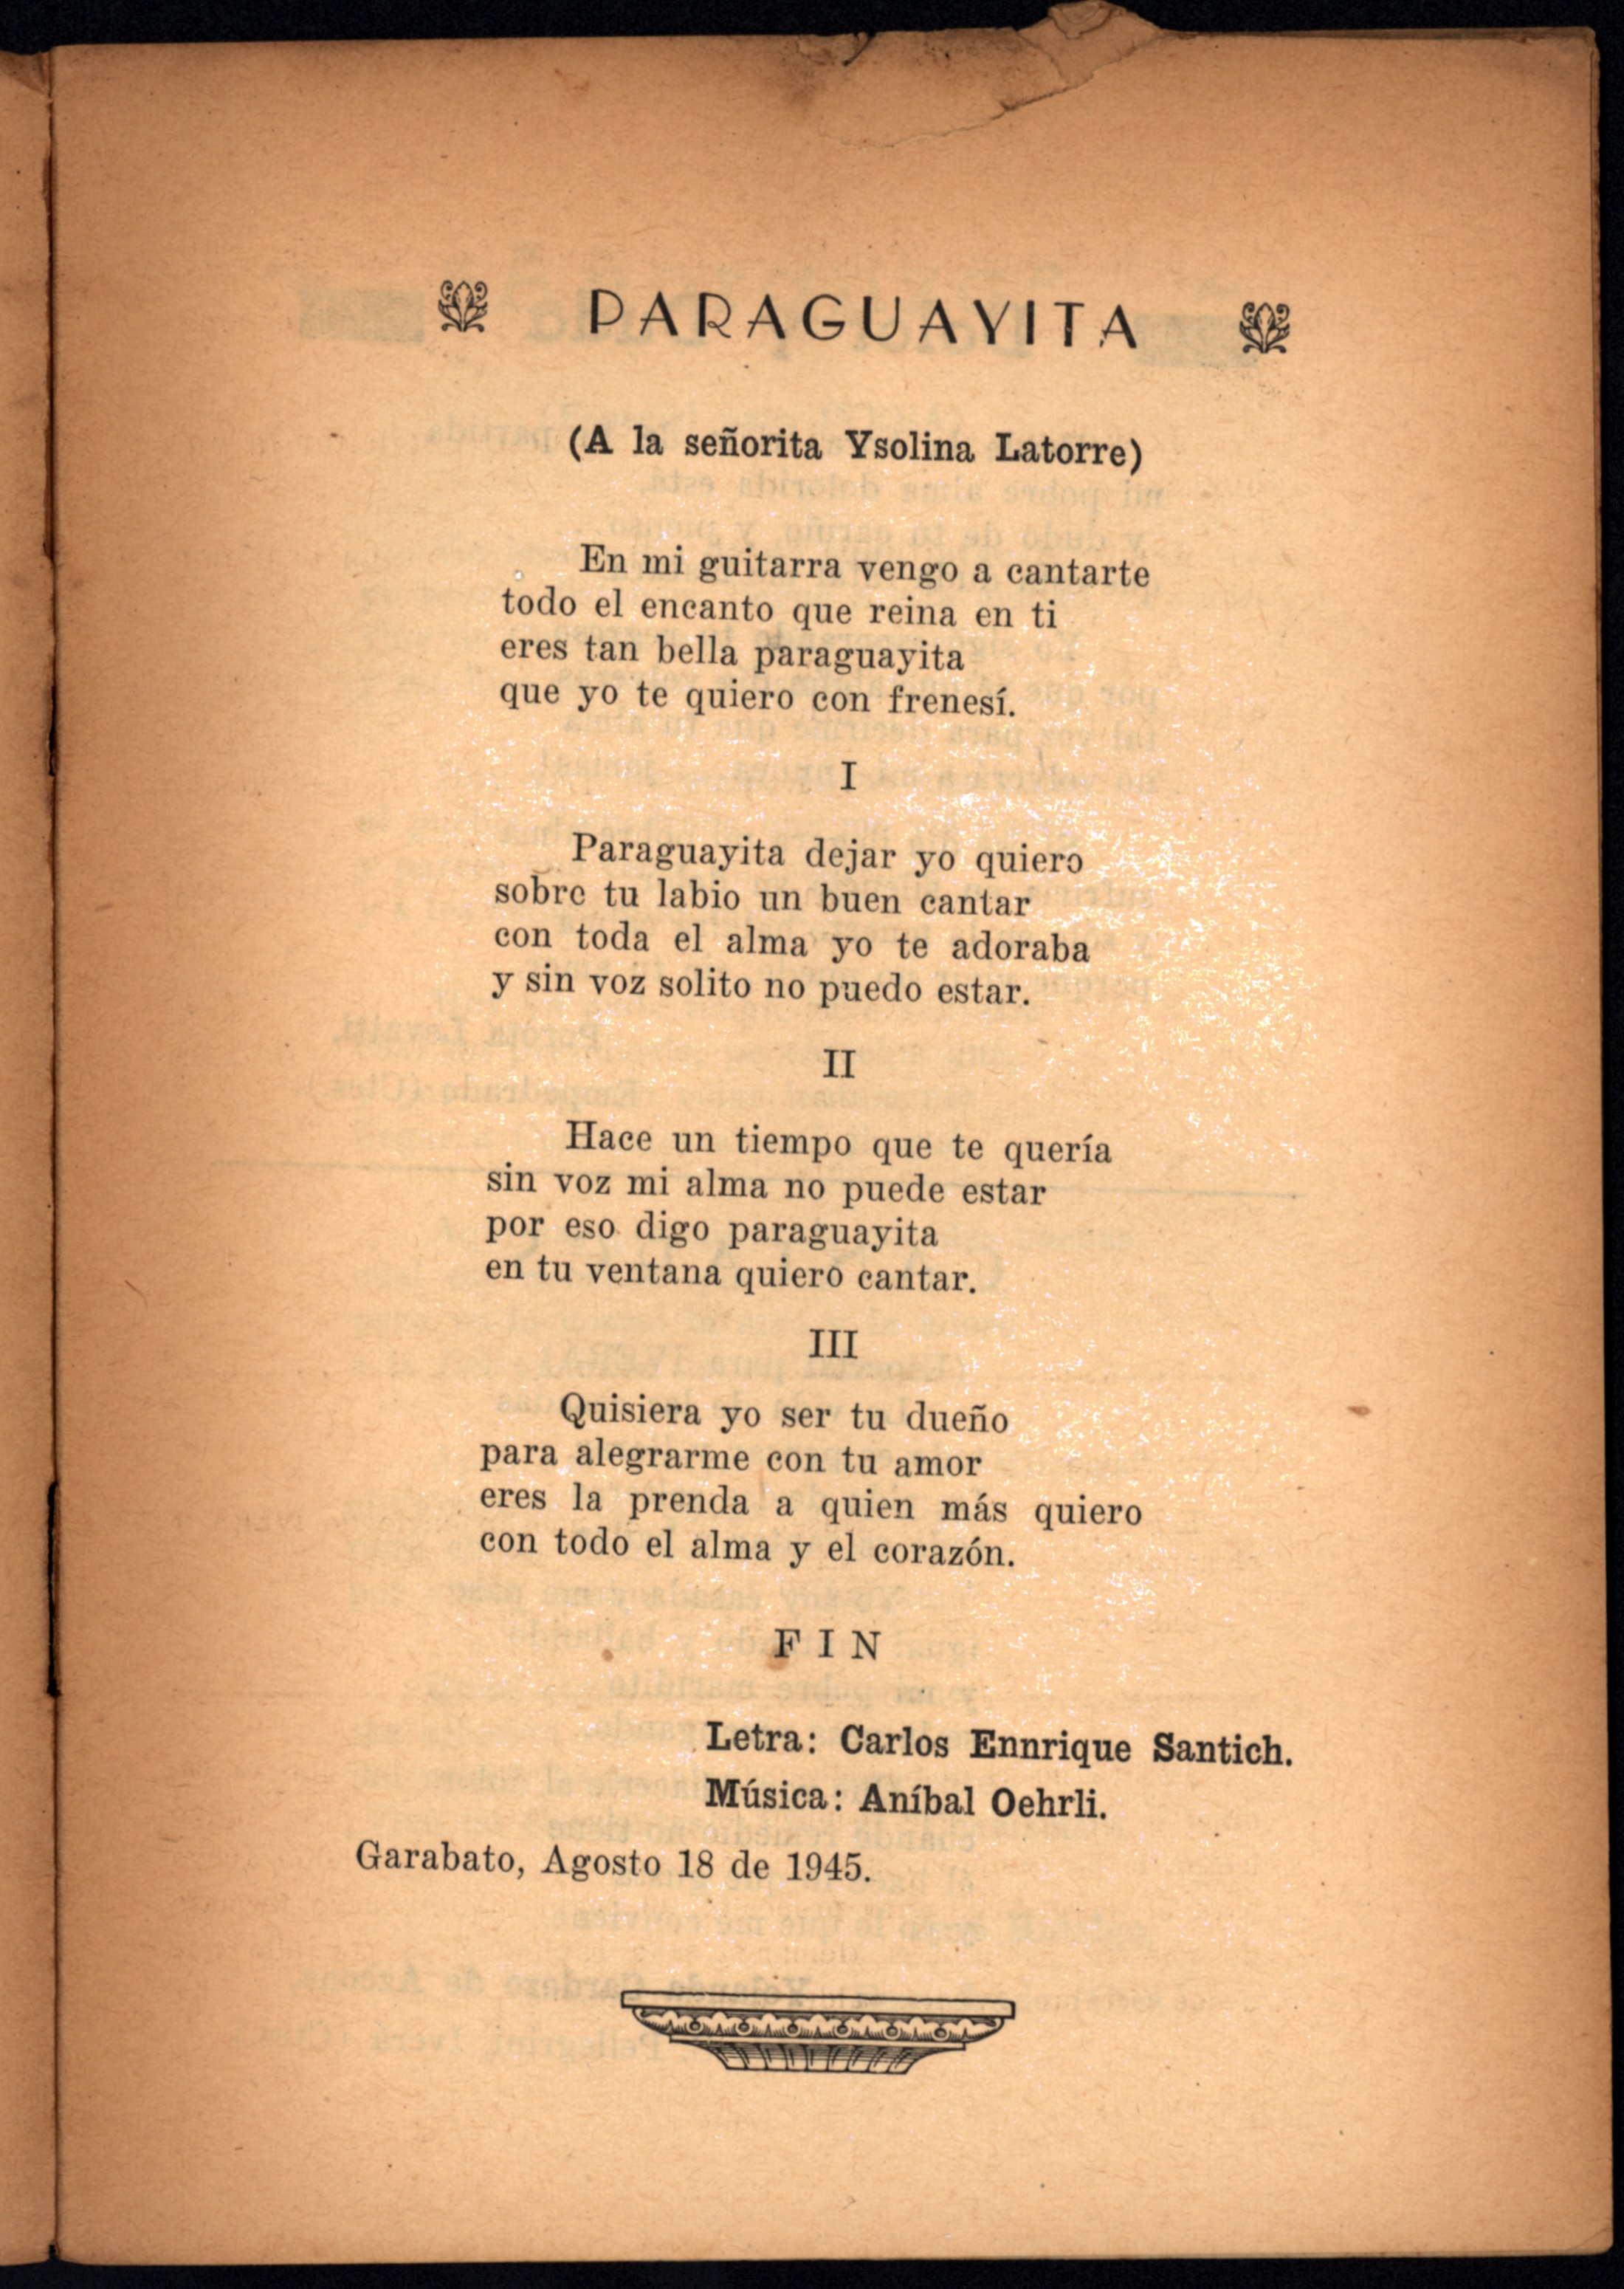 PARAGUAYITA
(A la señorita Ysolina Latorre)
En mi guitarra vengo a cantarte
todo el encanto que reina en ti
eres tan bella paraguayita
que yo te quiero con frenesí.
I
Paraguayita dejar yo quiero
sobre tu labio un buen cantar
con toda el alma yo te adoraba
y sin voz solito no puedo estar.
II
Hace un tiempo que te quería
sin voz mi alma no puede estar
por eso digo paraguayita
en tu ventana quiero cantar.
III
Quisiera yo ser tu dueño
para alegrarme con tu amor
eres la prenda a quien más quiero
con todo el alma y el corazón.
FIN
Letra: Carlos Ennrique Santich.
Música: Aníbal Oehrli.
Garabato, Agosto 18 de 1945.